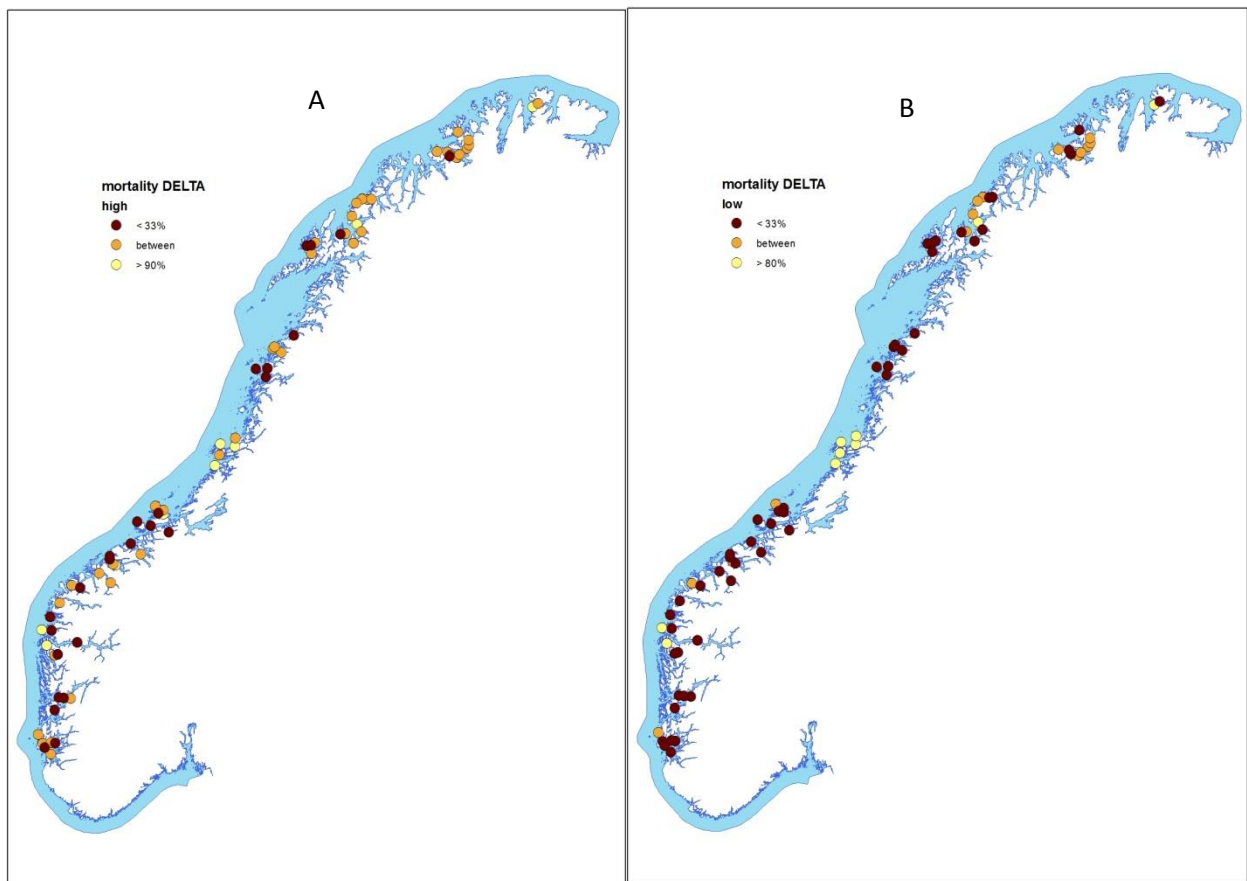 A
mortality DELTA
high
< 33%
between
> 90%
B
mortality DELTA
low
< 33%
between
> 80%